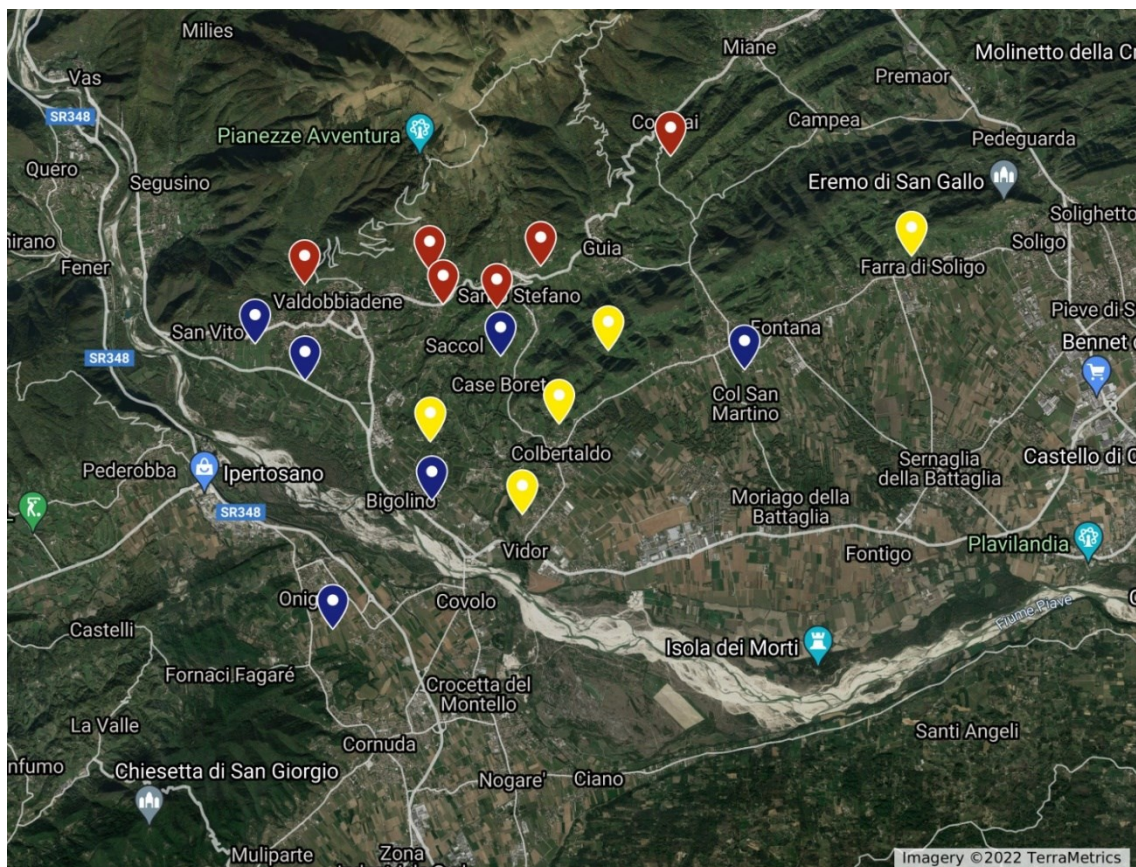 Milies
Miane
Molinetto della
Vas
Premaor
SR348
Pianezze Avventura
Campea
Pedeguarda
Quero
Segusino
Eremo di San Gallo
Solighetto
Guia
Soligo
Fener
Farra di Soligo
Valdobbiadene
Stefano
San Vito
Fontana
Pieve di
SR348
Saccol
Bennet
Case
Col San
Martino
Colbertaldo
Sernaglia
della Battaglia
Castello di
Pederobba
Ipertosano
Bigolino
Moriago della
Battaglia
SR348
Vidor
Fontigo
Plavilandia
Covolo
Fiume Piave
Castelli
Isola dei Morti
Fornaci Fagaré
Crocetta del
Montello
La Valle
Santi Angeli
Cornuda
Chiesetta di San Giorgio
Nogare'
Ciano
Muliparte
Zona
Imagery ©2022 TerraMetrics